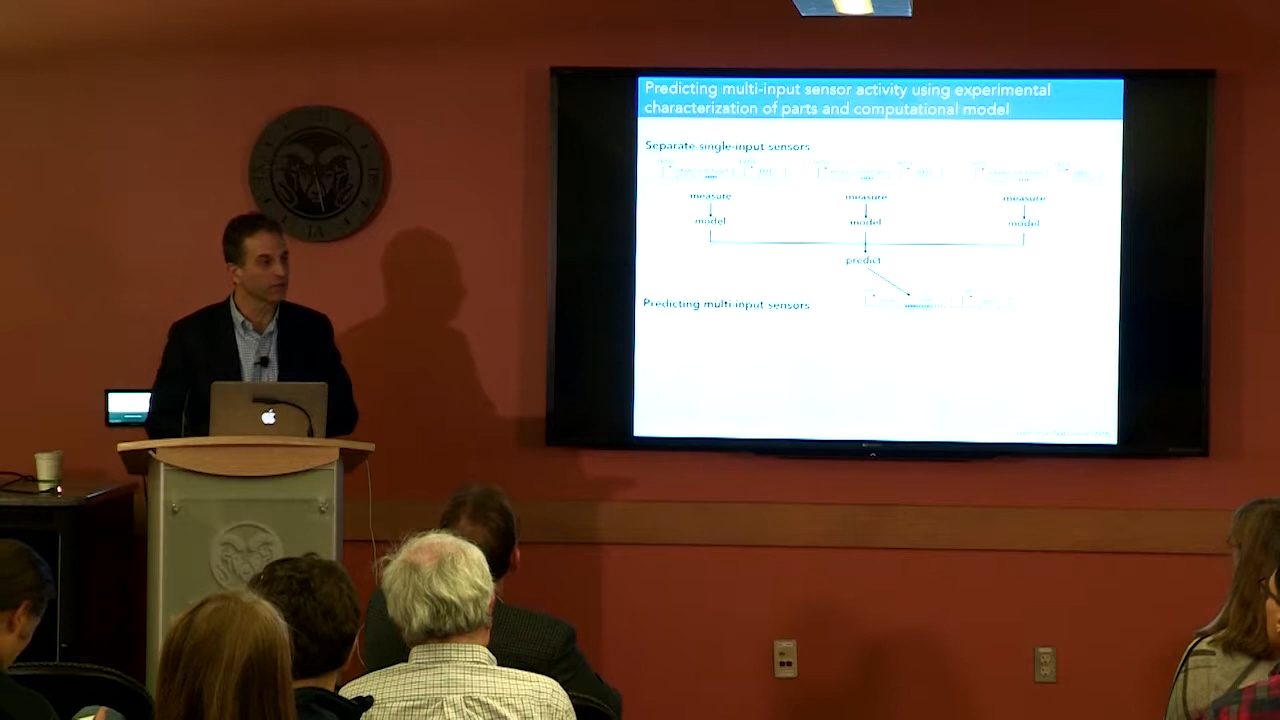 Predicting multi-input sensor activity using experimental
characterization of parts and computational model
Separate single-input sensors
measure measure measure
model model model
predict
Predicting multi-input sensors